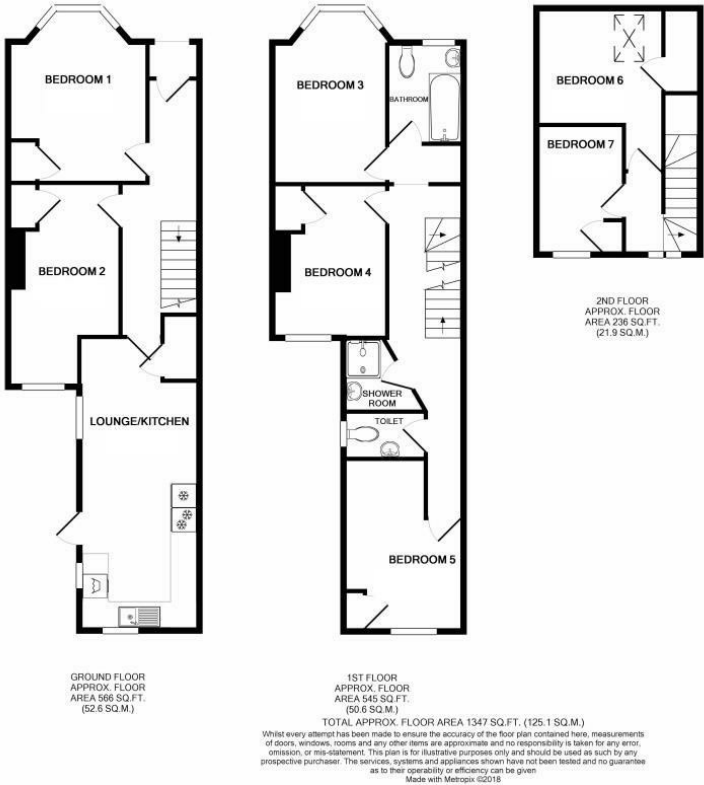 BEDROOM 1
BEDROOM 2
LOUNGE/KITCHEN
GROUND FLOOR
APPROX. FLOOR
AREA 566 SQ.FT.
(52.6 SQ.M.)
BEDROOM 3
BATHROOM
BEDROOM 4
SHOWER
ROOM
TOILET
BEDROOM 5
1ST FLOOR
APPROX. FLOOR
AREA 545 SQ.FT.
(50.6 SQ.M.)
BEDROOM 6
BEDROOM 7
2ND FLOOR
APPROX. FLOOR
AREA 236 SQ.FT.
(21.9 SQ.M.)
TOTAL APPROX. FLOOR AREA 1347 SQ.FT. (125.1 SQ.M.)
Whilst every attempt has been made to ensure the accuracy of the floor plan contained here, measurements
of doors, windows, rooms and any other items are approximate and no responsibility is taken for any error,
omission, or mis-statement. This plan is for illustrative purposes only and should be used as such by any
prospective purchaser. The services, systems and appliances shown have not been tested and no guarantee
as to their operability or efficiency can be given
Made with Metropix ©2018